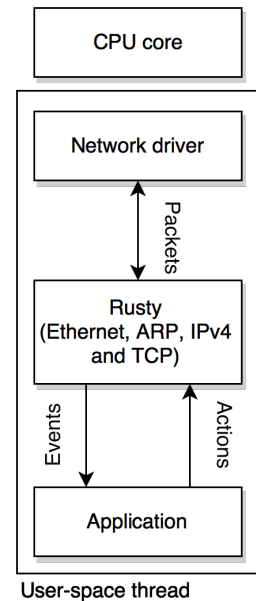 CPU core
Network driver
Packets
Rusty
(Ethernet, ARP, IPv4
and TCP)
Events
Actions
Application
User-space thread